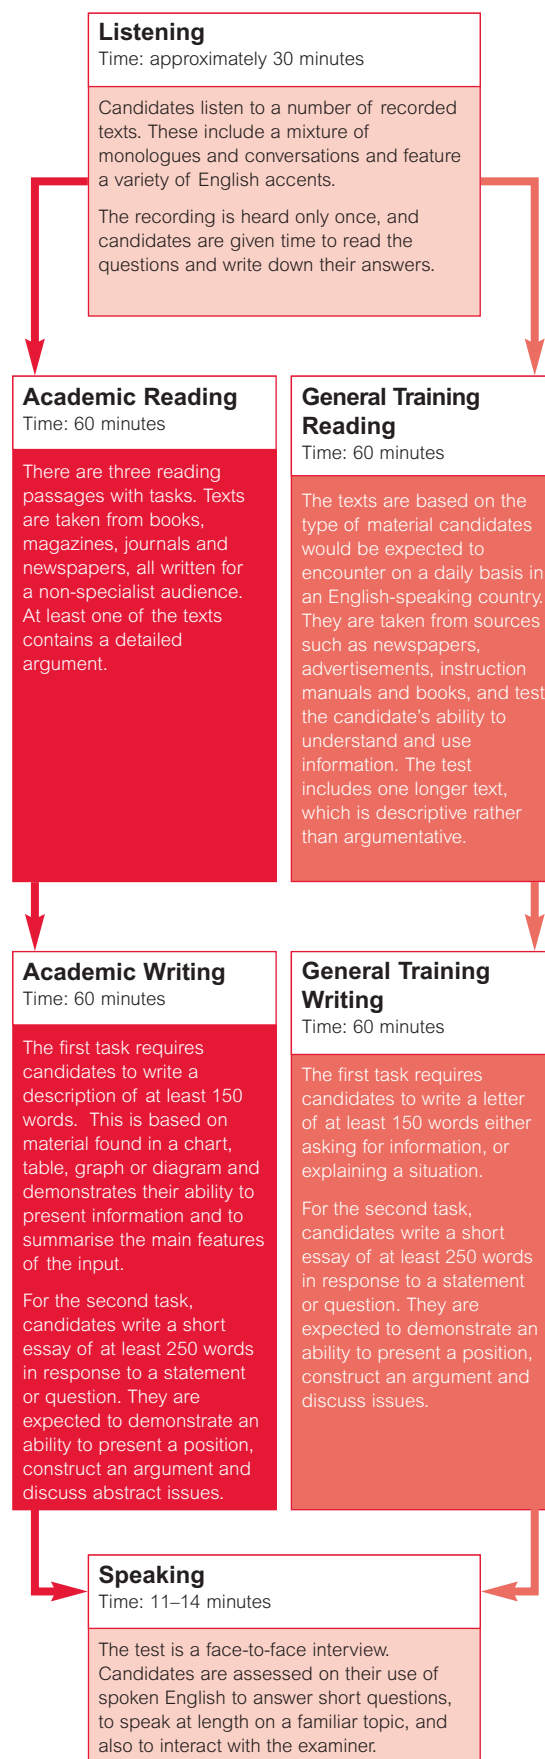 Listening
Time: approximately 30 minutes
Candidates listen to a number of recorded
texts. These include a mixture of
monologues and conversations and feature
a variety of English accents.
The recording is heard only once, and
candidates are given time to read the
questions and write down their answers.
Academic Reading
Time: 60 minutes
There are three reading
passages with tasks. Texts
are taken from books,
magazines, journals and
newspapers, all written for
a non-specialist audience.
At least one of the texts
contains a detailed
argument.
General Training
Reading
Time: 60 minutes
The texts are based on the
type of material candidates
would be expected to
encounter on a daily basis in
an English-speaking country.
They are taken from sources
such as newspapers,
advertisements, instruction
manuals and books, and test
the candidate's ability to
understand and use
information. The test
includes one longer text,
which is descriptive rather
than argumentative.
Academic Writing
Time: 60 minutes
The first task requires
candidates to write a
description of at least 150
words. This is based on
material found in a chart,
table, graph or diagram and
demonstrates their ability to
present information and to
summarise the main features
of the input.
For the second task,
candidates write a short
essay of at least 250 words
in response to a statement
or question. They are
expected to demonstrate an
ability to present a position,
construct an argument and
discuss abstract issues.
General Training
Writing
Time: 60 minutes
The first task requires
candidates to write a letter
of at least 150 words either
asking for information, or
explaining a situation.
For the second task,
candidates write a short
essay of at least 250 words
in response to a statement
or question. They are
expected to demonstrate an
ability to present a position,
construct an argument and
discuss issues.
Speaking
Time: 11–14 minutes
The test is a face-to-face interview.
Candidates are assessed on their use of
spoken English to answer short questions,
to speak at length on a familiar topic, and
also to interact with the examiner.